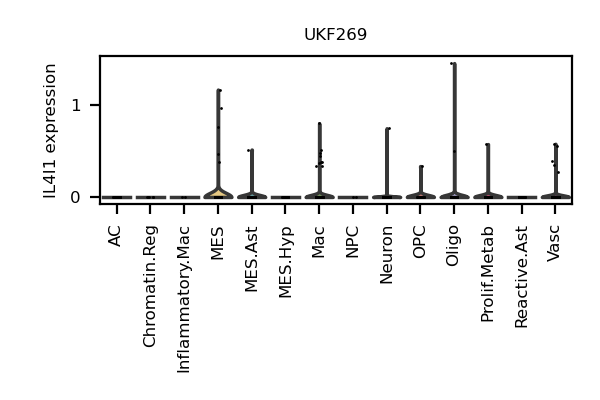 UKF269
IL4I1 expression
1
0
AC
Chromatin.Reg
Inflammatory.Mac
MES
MES.Ast
MES.Hyp
Mac
NPC
Neuron
OPC
Oligo
Prolif.Metab
Reactive.Ast
Vasc